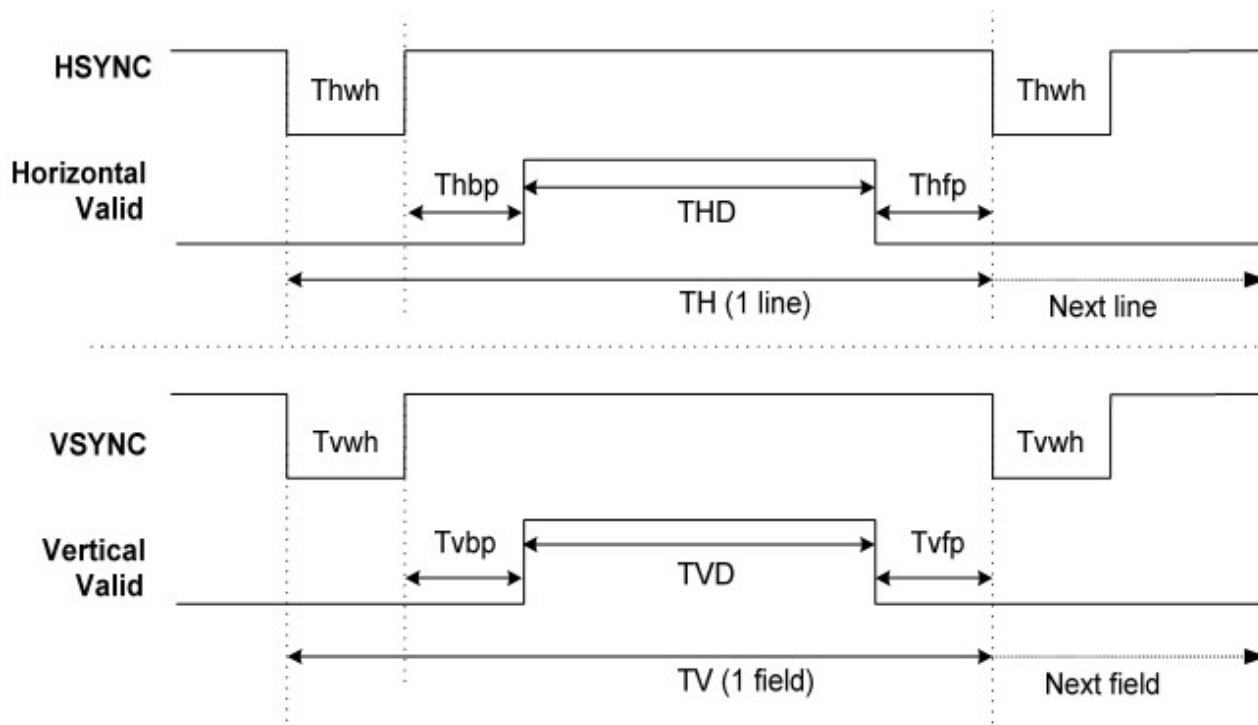 HSYNC
Thwh
Thwh
Horizontal
Valid
Thbp
THD
Thfp
TH (1 line)
Next line
VSYNC
Tvwh
Tvwh
Vertical
Valid
Tvbp
TVD
Tvfp
TV (1 field)
Next field